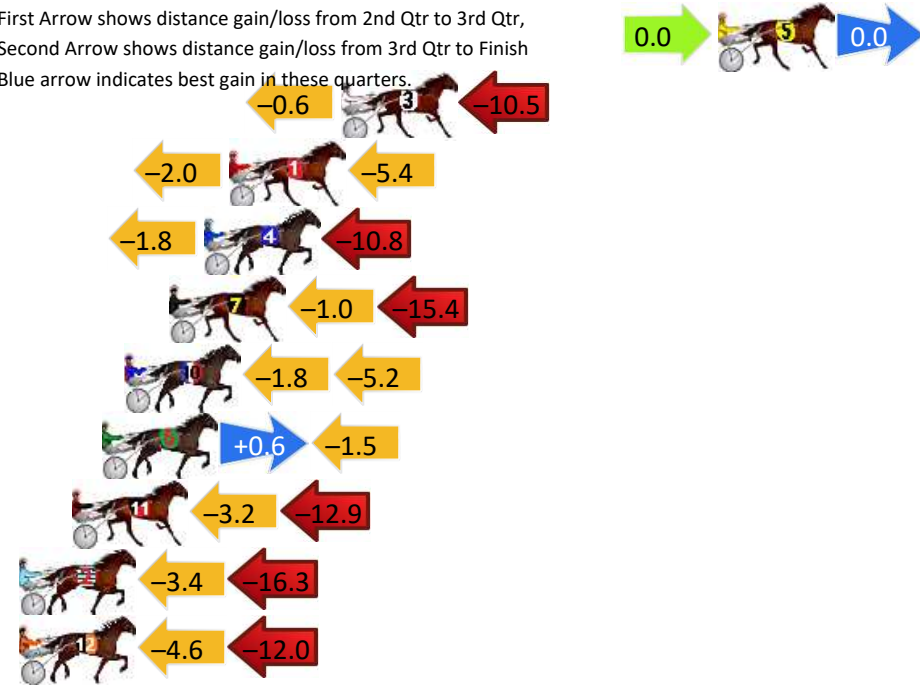 First Arrow shows distance gain/loss from 2nd Qtr to 3rd Qtr,
Second Arrow shows distance gain/loss from 3rd Qtr to Finish
Blue arrow indicates best gain in these quarters.
0.0 5 0.0
–0.6 3 –10.5
–2.0 1 –5.4
–1.8 4 –10.8
7 –1.0 –15.4
10 –1.8 –5.2
6 +0.6 –1.5
11 –3.2 –12.9
2 –3.4 –16.3
12 –4.6 –12.0